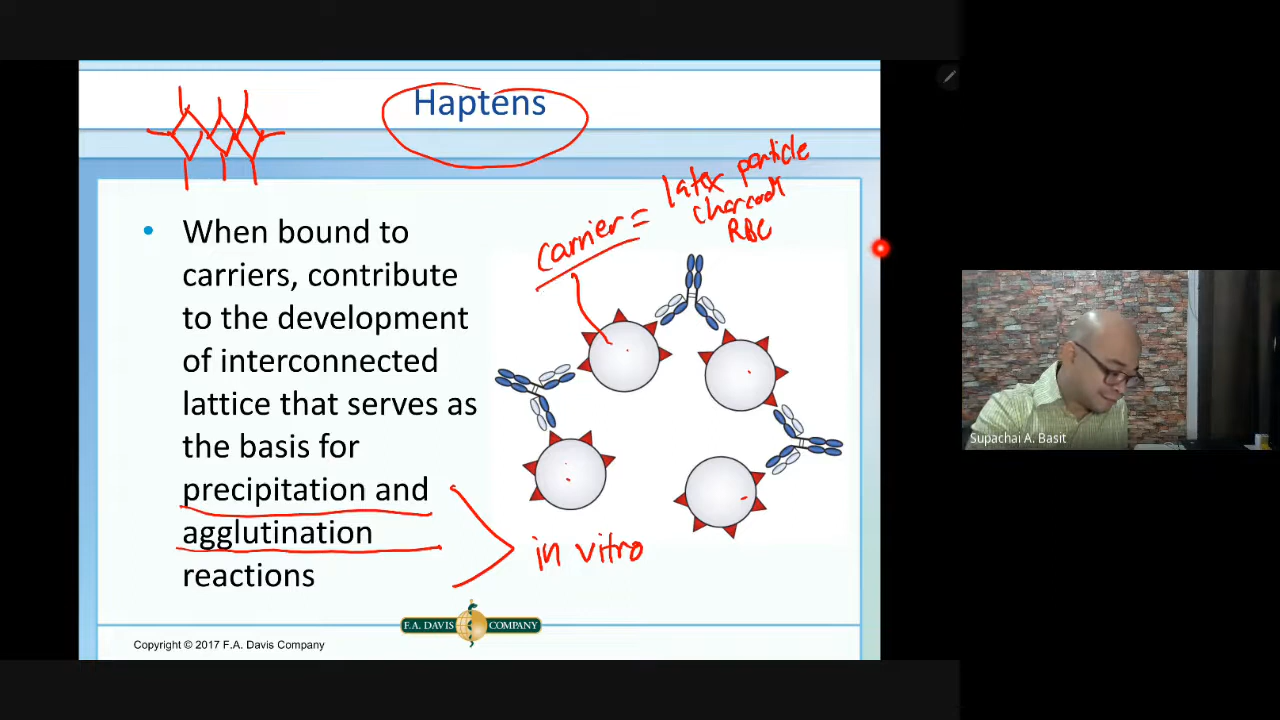 Haptens
latex particle
charcoal
RBC
carrier =
When bound to
carriers, contribute
to the development
of interconnected
lattice that serves as
the basis for
precipitation and
agglutination
reactions
in vitro
F.A. DAVIS COMPANY
Copyright © 2017 F.A. Davis Company
Supachai A. Basit